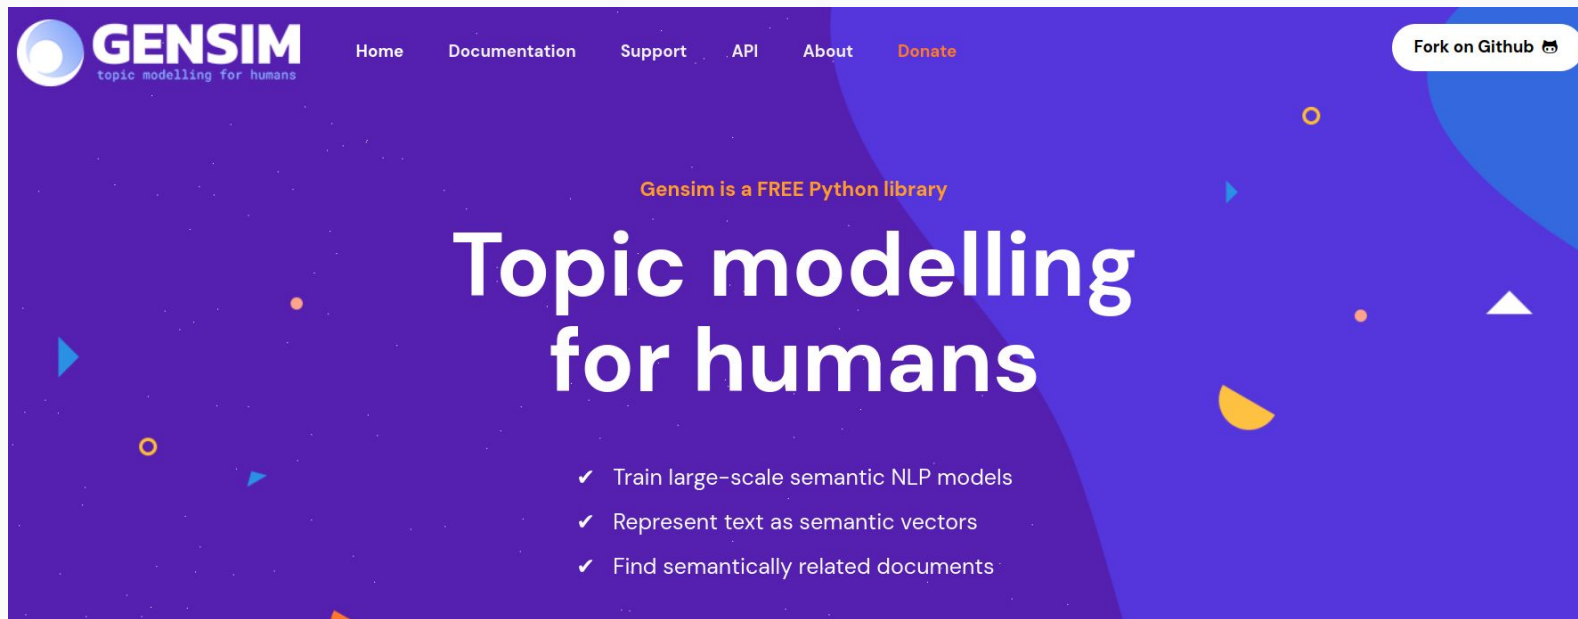 GENSIM
topic modelling for humans
Home Documentation Support API About Donate
Fork on Github
Gensim is a FREE Python library
Topic modelling
for humans
✔ Train large-scale semantic NLP models
✔ Represent text as semantic vectors
✔ Find semantically related documents